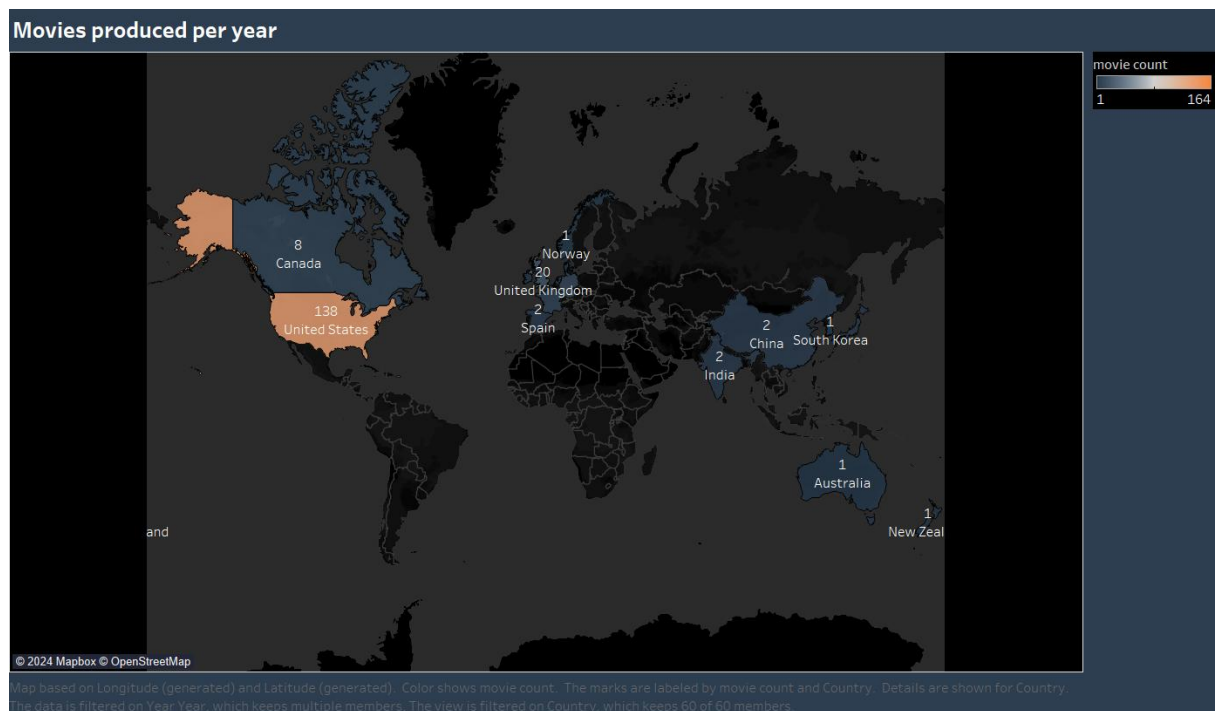 Movies produced per year
movie count
1 164
8
Canada
138
United States
1
Norway
20
United Kingdom
2
Spain
2
China
1
South Korea
2
India
1
Australia
1
New Zeal
and
© 2024 Mapbox © OpenStreetMap
Map based on Longitude (generated) and Latitude (generated). Color shows movie count. The marks are labeled by movie count and Country. Details are shown for Country.
The data is filtered on Year Year, which keeps multiple members. The view is filtered on Country, which keeps 60 of 60 members.